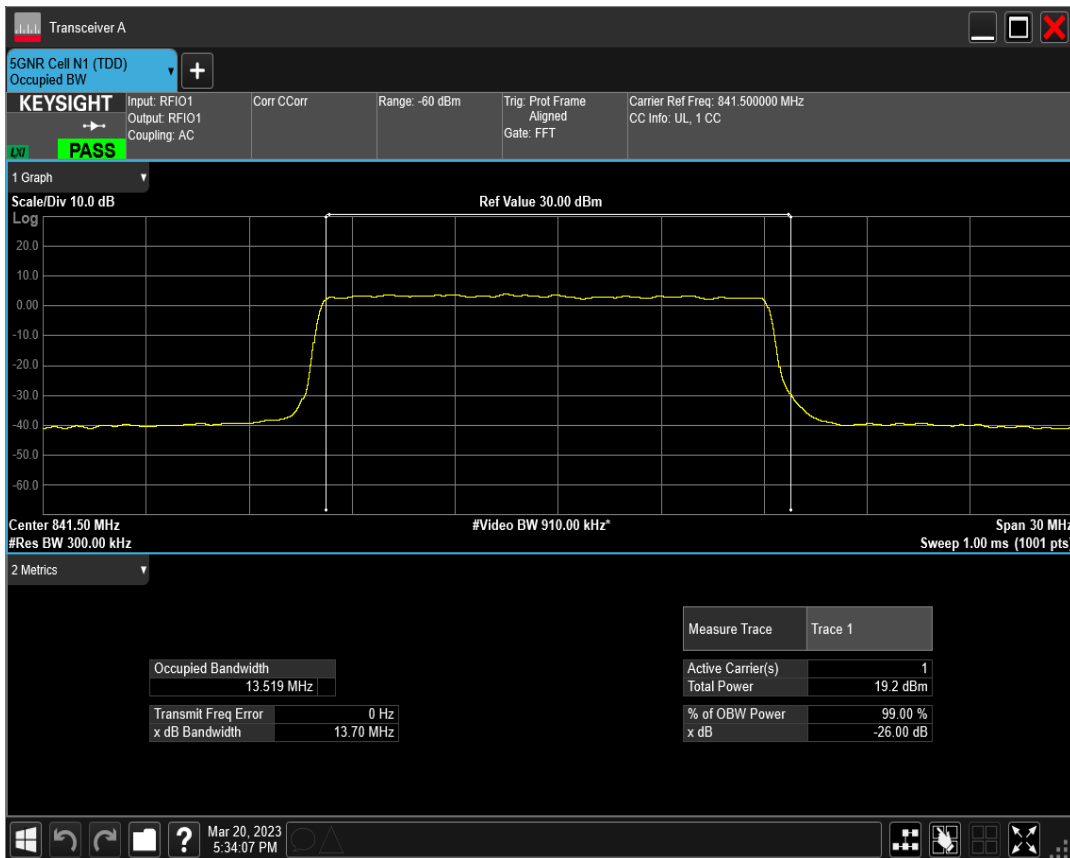 Transceiver A
5GNR Cell N1 (TDD)
Occupied BW
KEYSIGHT
LXI
PASS
Input: RFIO1
Output: RFIO1
Coupling: AC
Corr CCorr
Range: -60 dBm
Trig: Prot Frame
Aligned
Gate: FFT
Carrier Ref Freq: 841.500000 MHz
CC Info: UL, 1 CC
1 Graph
Scale/Div 10.0 dB
Ref Value 30.00 dBm
Log
20.0
10.0
0.00
-10.0
-20.0
-30.0
-40.0
-50.0
-60.0
Center 841.50 MHz
#Video BW 910.00 kHz*
Span 30 MHz
#Res BW 300.00 kHz
Sweep 1.00 ms (1001 pts)
2 Metrics
Measure Trace
Trace 1
Occupied Bandwidth
13.519 MHz
Active Carrier(s) 1
Total Power 19.2 dBm
Transmit Freq Error 0 Hz
x dB Bandwidth 13.70 MHz
% of OBW Power 99.00 %
x dB -26.00 dB
?
Mar 20, 2023
5:34:07 PM